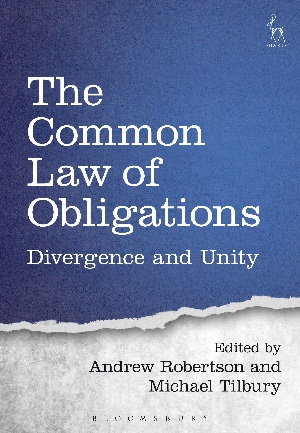 The
Common
Law of
Obligations
Divergence and Unity
Edited by
Andrew Robertson and
Michael Tilbury
BLOOMSBURY